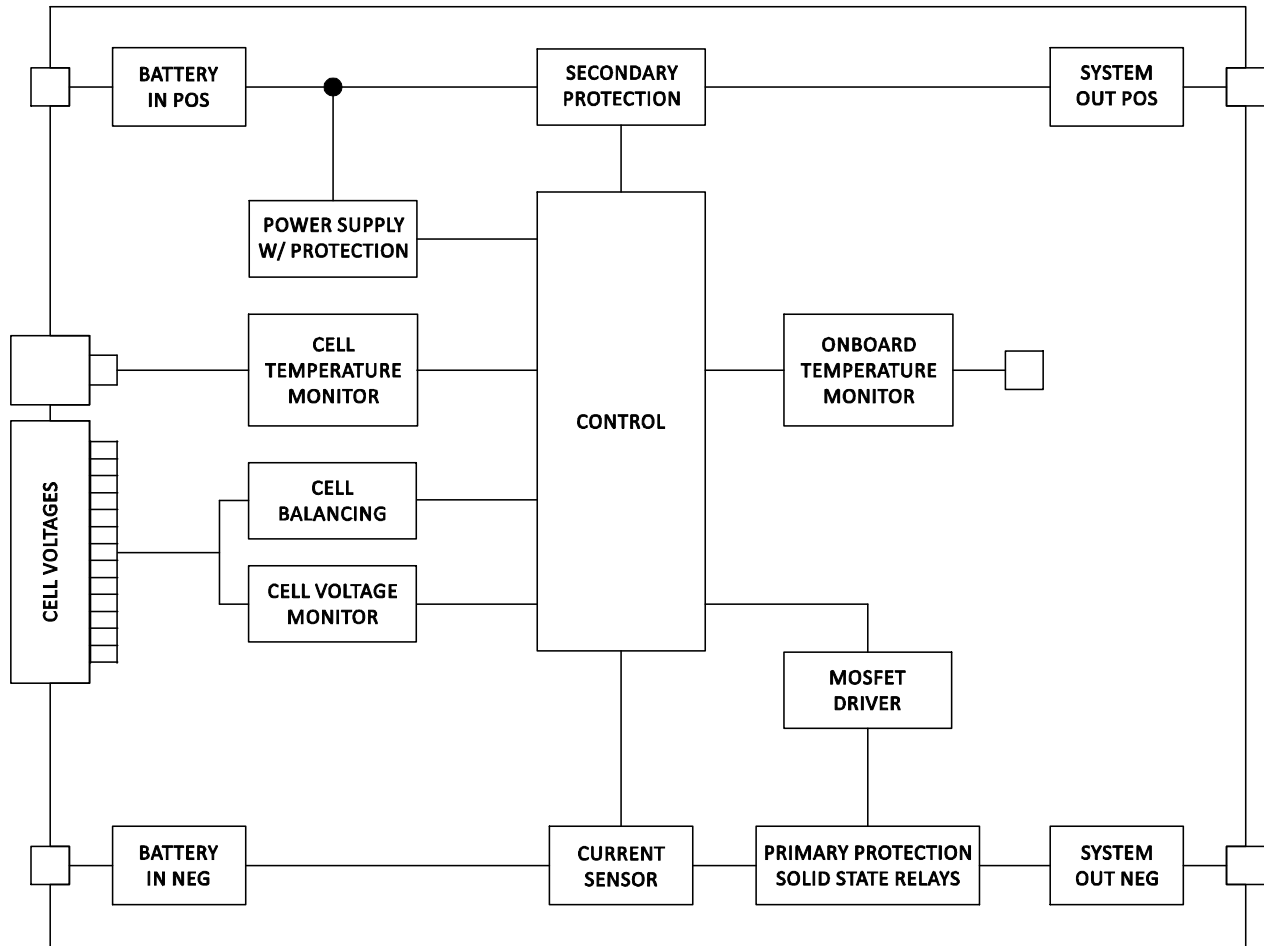 BATTERY
IN POS
SECONDARY
PROTECTION
SYSTEM
OUT POS
POWER SUPPLY
W/ PROTECTION
CELL
TEMPERATURE
MONITOR
ONBOARD
TEMPERATURE
MONITOR
CONTROL
CELL VOLTAGES
CELL
BALANCING
CELL VOLTAGE
MONITOR
MOSFET
DRIVER
BATTERY
IN NEG
CURRENT
SENSOR
PRIMARY PROTECTION
SOLID STATE RELAYS
SYSTEM
OUT NEG